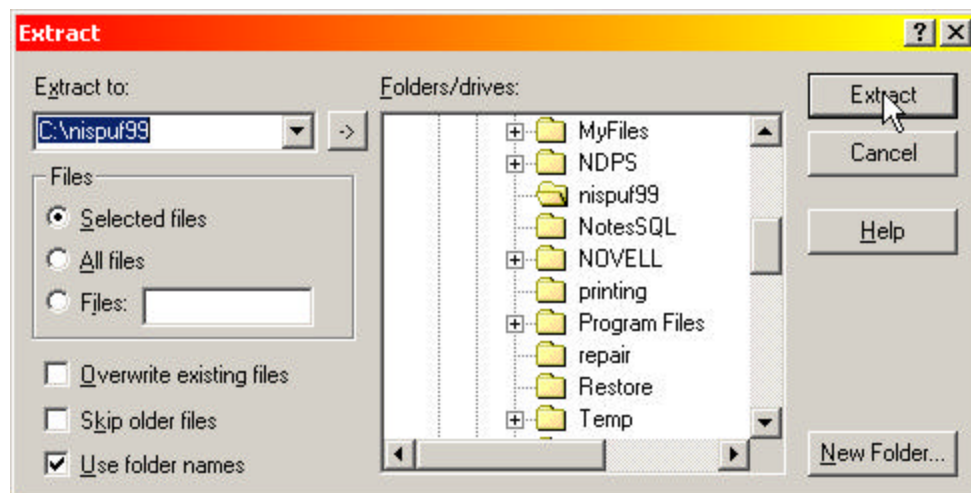 Extract
?
Extract to:
C:\nispuf99
->
Files
Selected files
All files
Files:
Overwrite existing files
Skip older files
Use folder names
Folders/drives:
MyFiles
NDPS
nispuf99
NotesSQL
NOVELL
printing
Program Files
repair
Restore
Temp
Extract
Cancel
Help
New Folder...